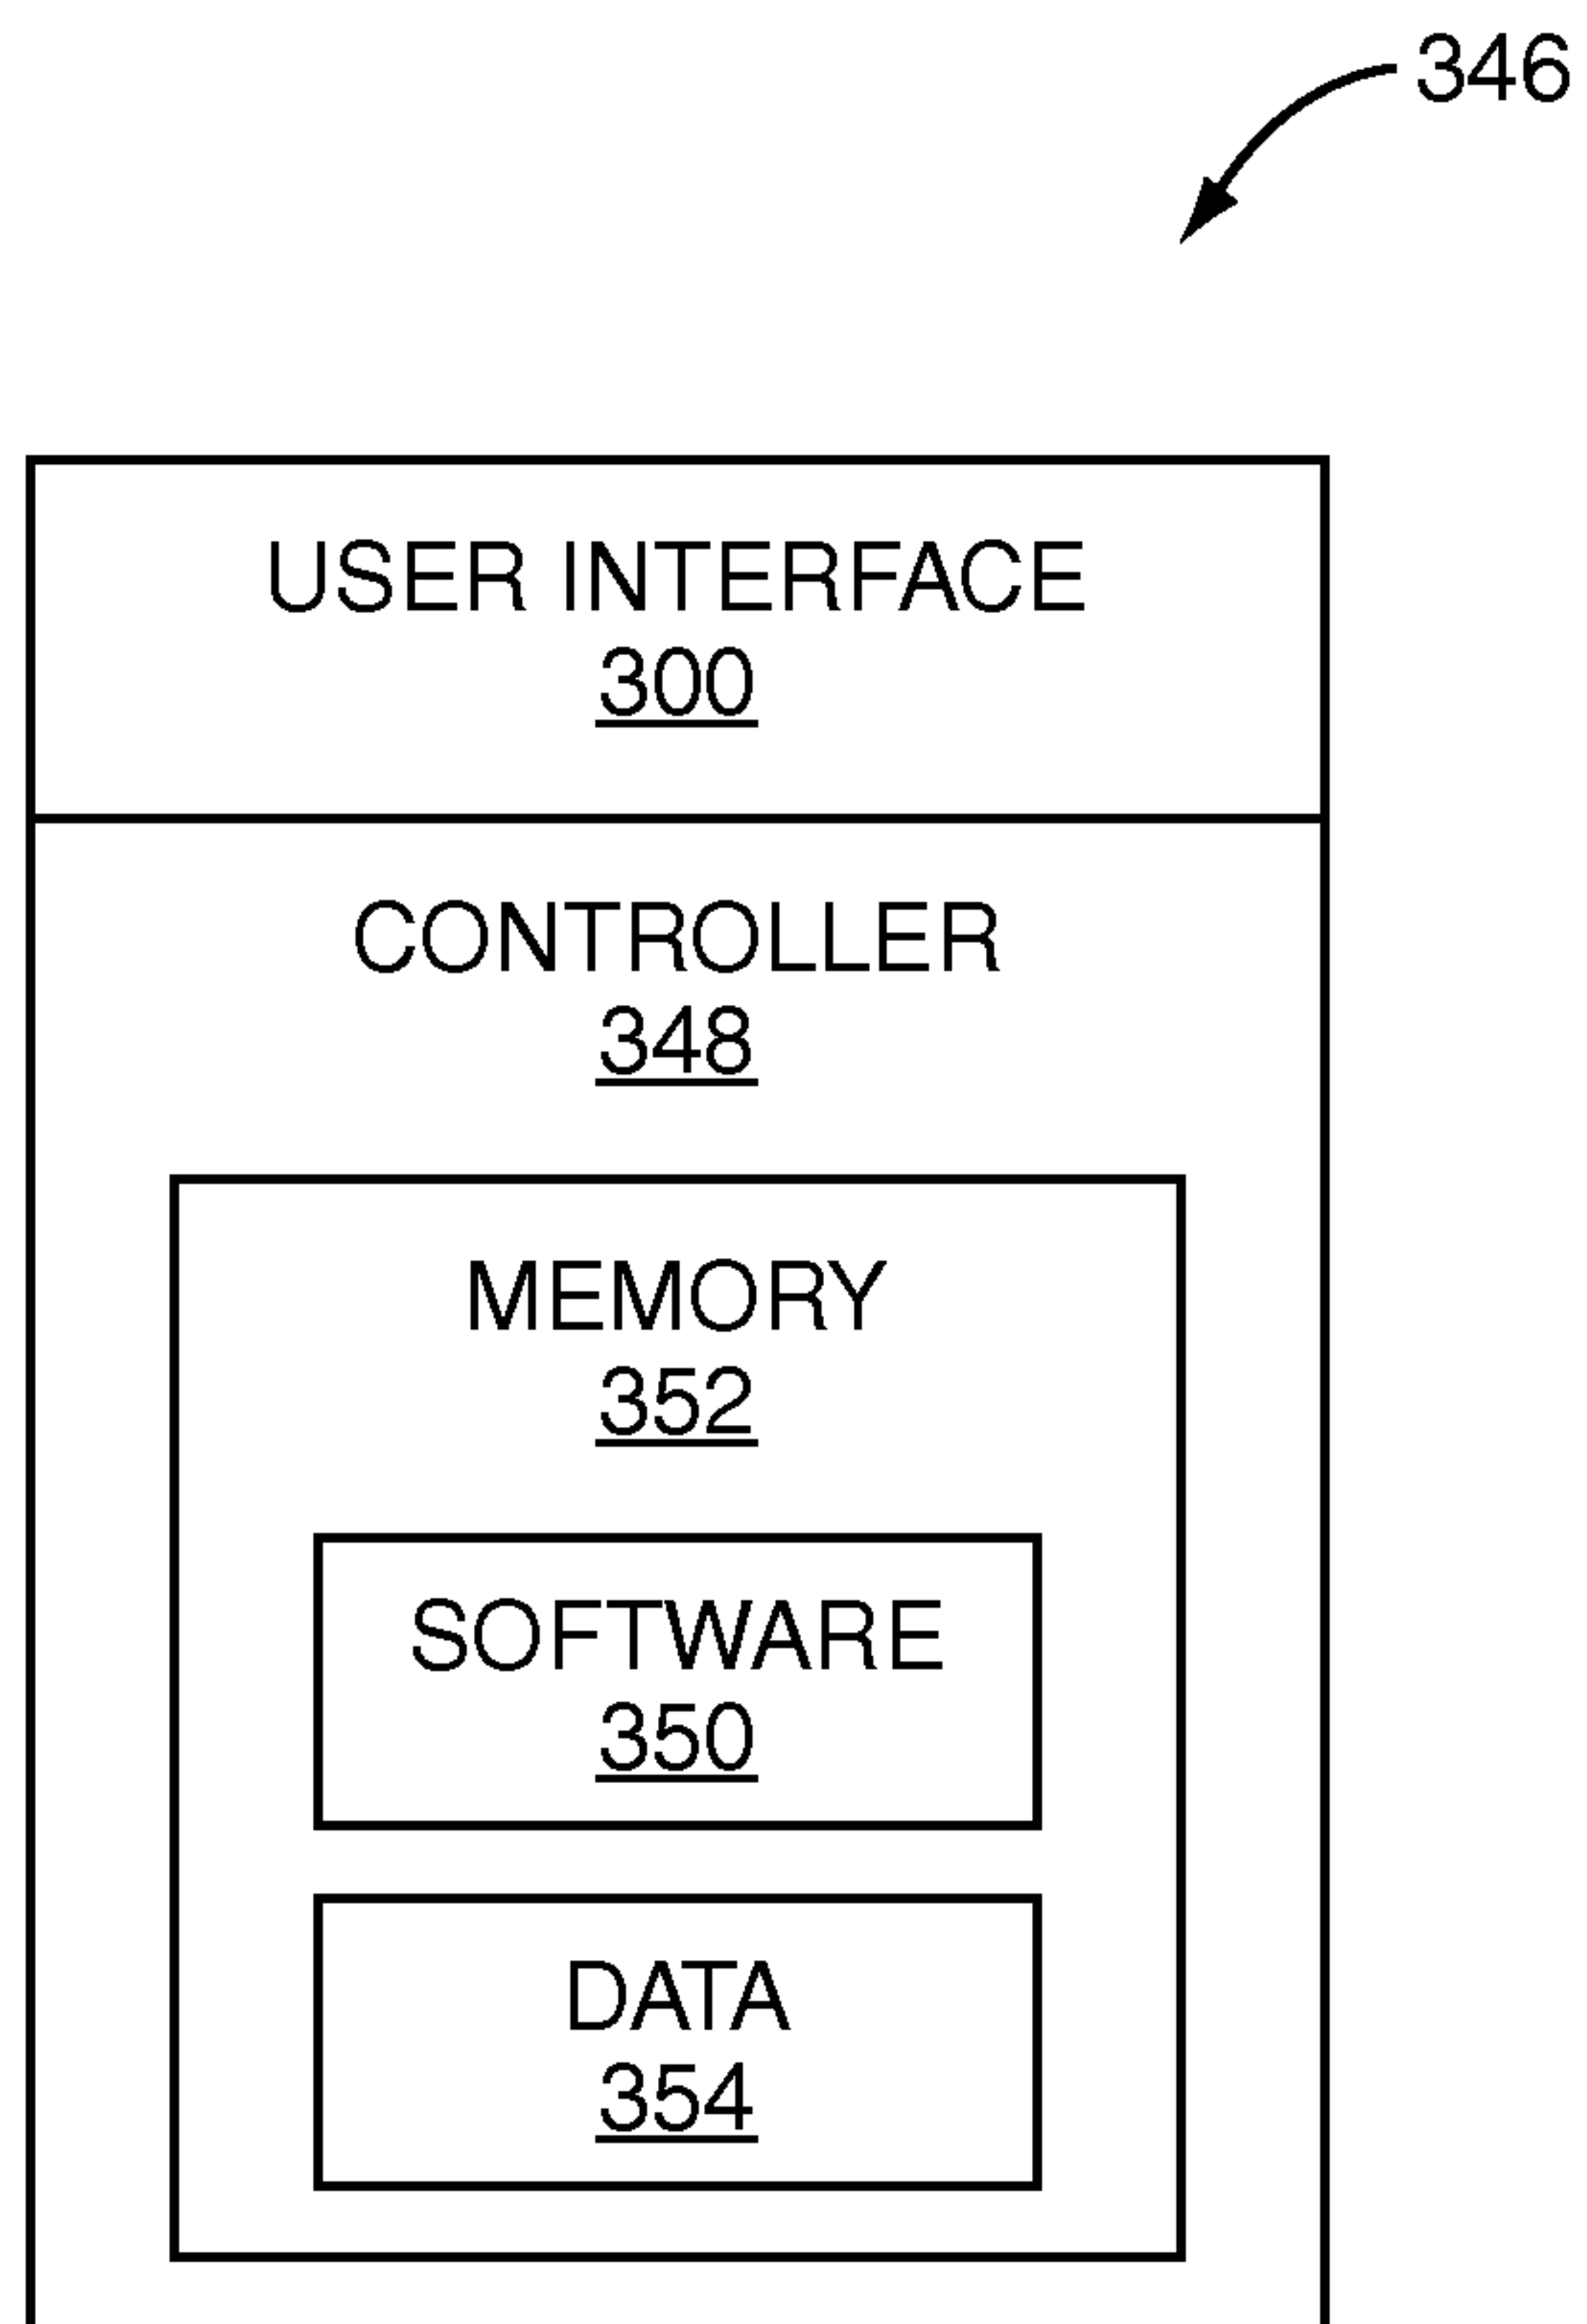 346
USER INTERFACE
300
CONTROLLER
348
MEMORY
352
SOFTWARE
350
DATA
354